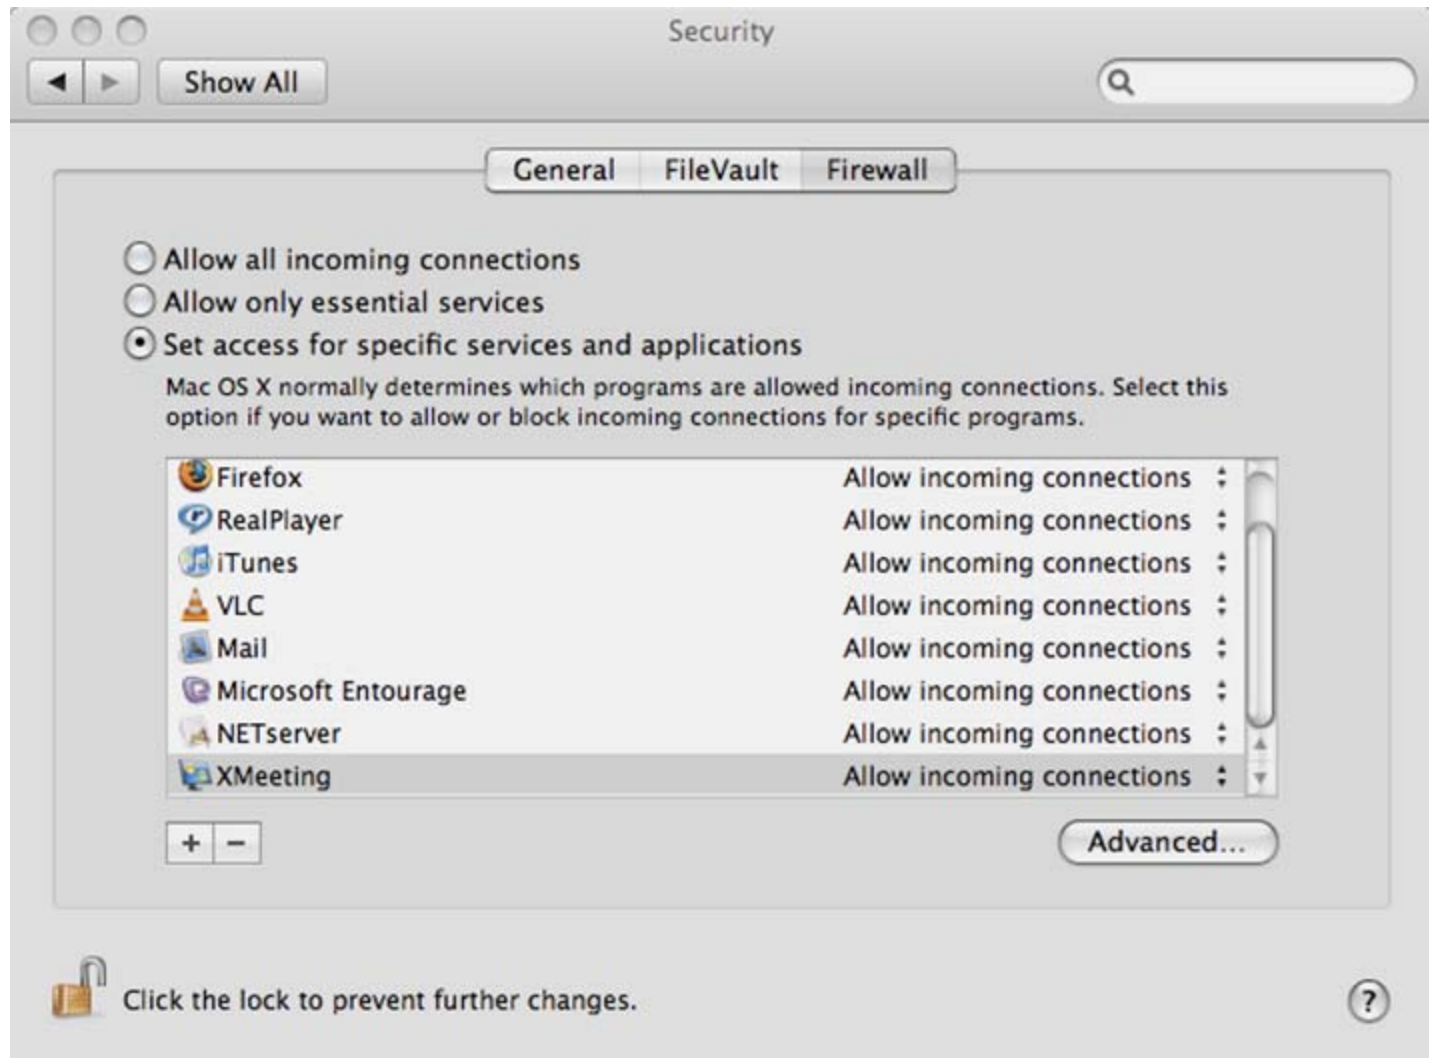 Security
Show All
General FileVault Firewall
Allow all incoming connections
Allow only essential services
Set access for specific services and applications
Mac OS X normally determines which programs are allowed incoming connections. Select this
option if you want to allow or block incoming connections for specific programs.
Firefox Allow incoming connections
RealPlayer Allow incoming connections
iTunes Allow incoming connections
VLC Allow incoming connections
Mail Allow incoming connections
Microsoft Entourage Allow incoming connections
NETserver Allow incoming connections
XMeeting Allow incoming connections
+ − Advanced...
Click the lock to prevent further changes. ?